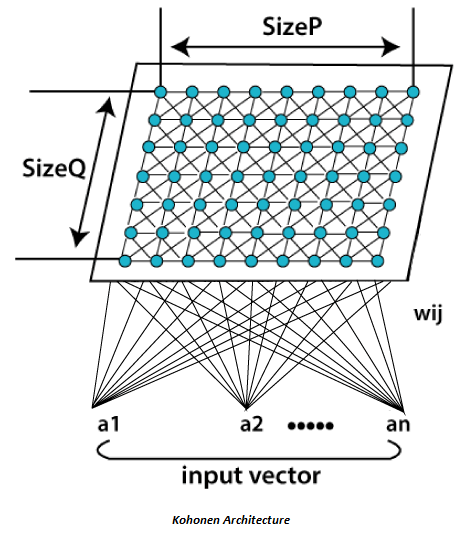 SizeP
SizeQ
wij
a1 a2 ••••• an
input vector
Kohonen Architecture